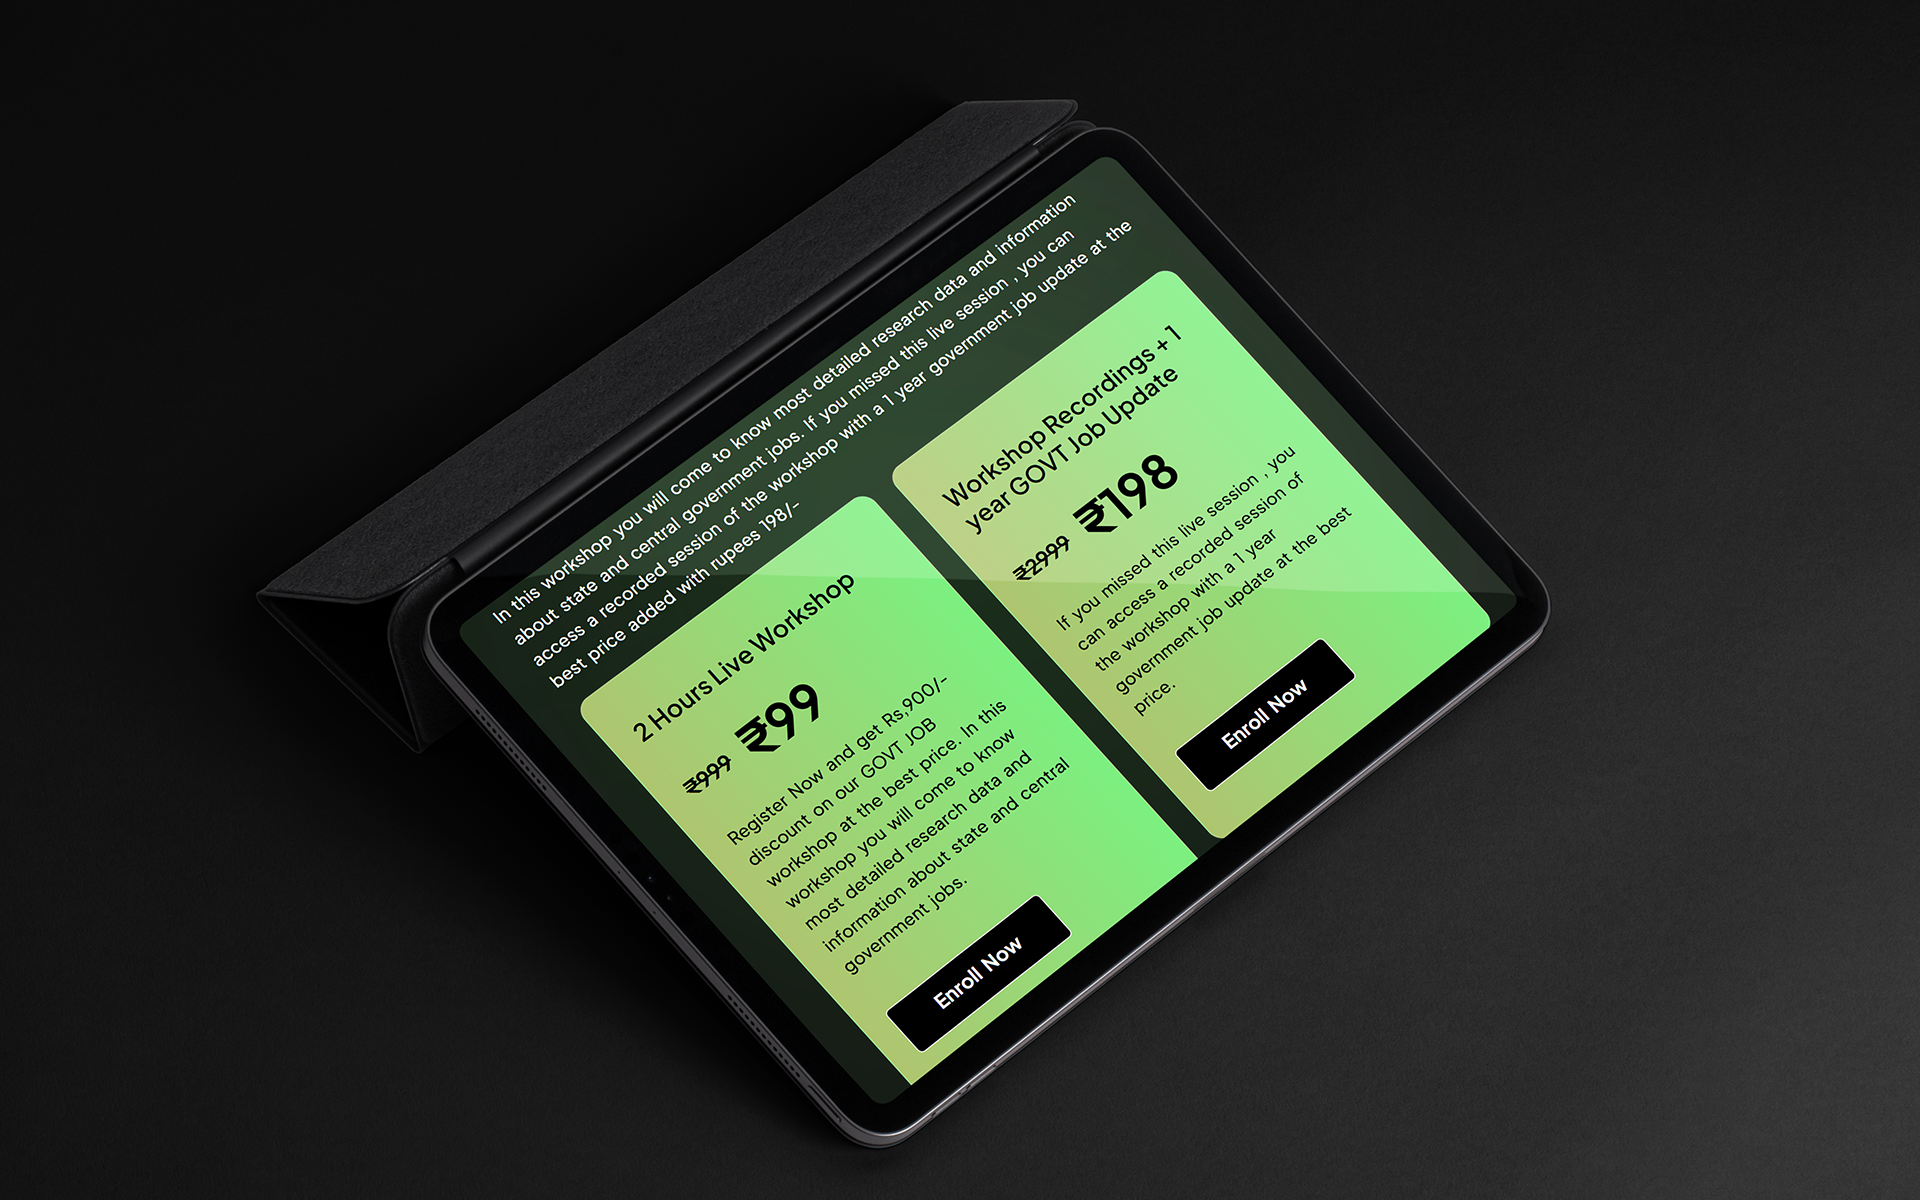 In this workshop you will come to know most detailed research data and information
about state and central government jobs. If you missed this live session , you can
access a recorded session of the workshop with a 1 year government job update at the
best price added with rupees 198/-
2 Hours Live Workshop
₹999 ₹99
Register Now and get Rs,900/-
discount on our GOVT JOB
workshop at the best price. In this
workshop you will come to know
most detailed research data and
information about state and central
government jobs.
Enroll Now
Workshop Recordings + 1
year GOVT Job Update
₹2999 ₹198
If you missed this live session , you
can access a recorded session of
the workshop with a 1 year
government job update at the best
price.
Enroll Now